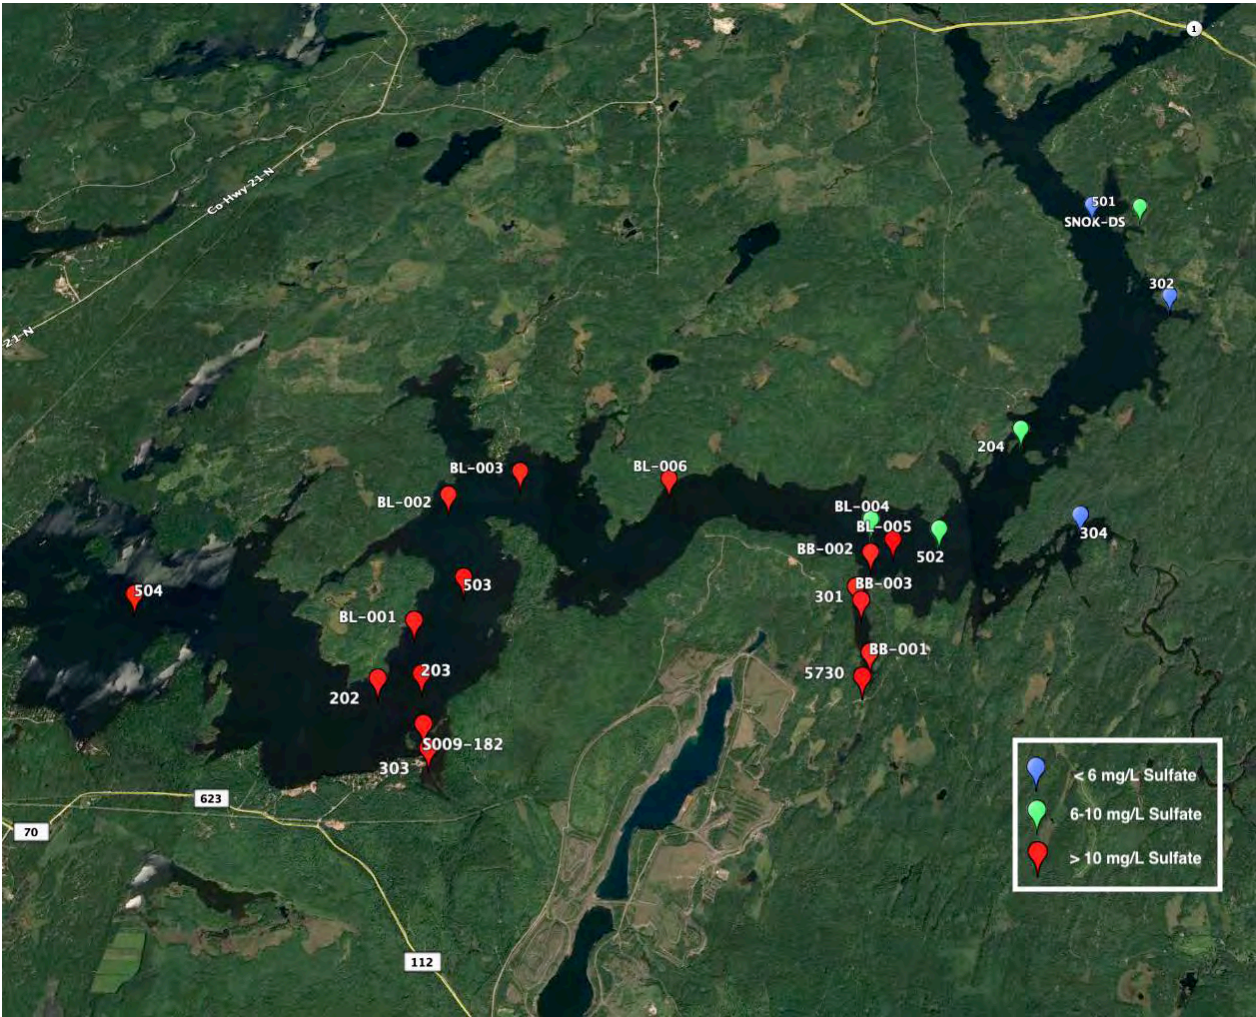 1
Co Hwy 21 N
501
SNOK-DS
302
21 N
204
BL-003
BL-006
BL-002
BL-004
BL-005
304
BB-002
502
503
BB-003
504
301
BL-001
BB-001
203
5730
202
S009-182
303
< 6 mg/L Sulfate
623
6-10 mg/L Sulfate
70
> 10 mg/L Sulfate
112